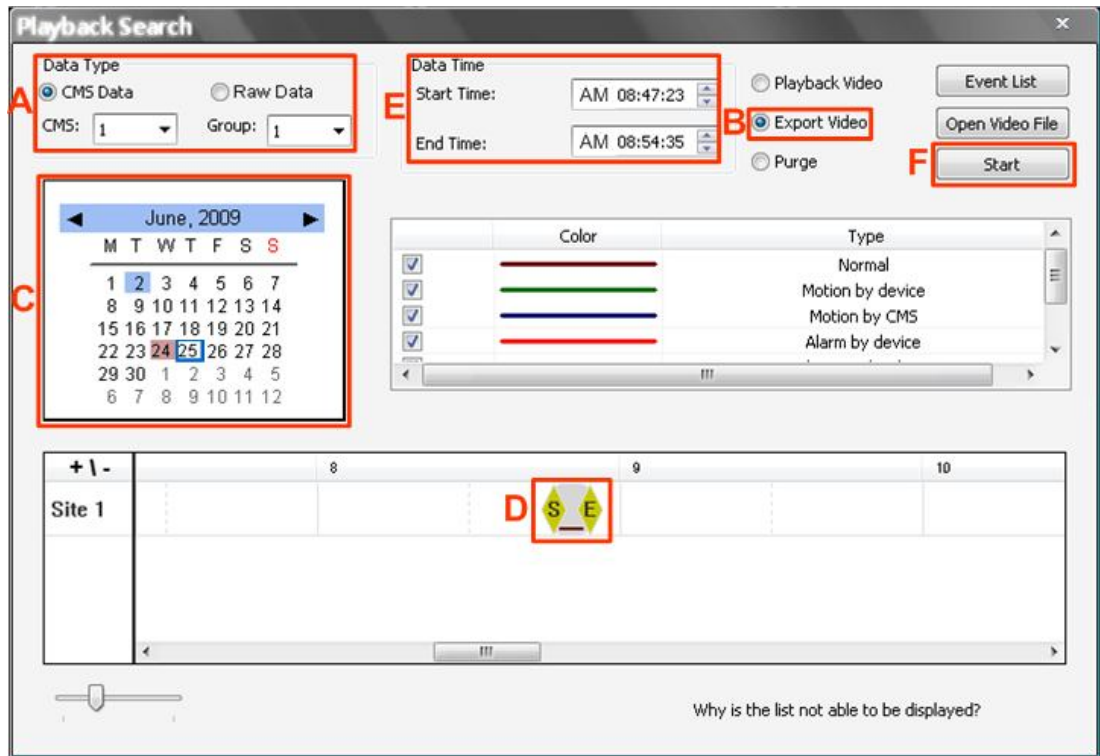 Playback Search
Data Type
CMS Data Raw Data
CMS: 1 Group: 1
A
Data Time
Start Time: AM 08:47:23
End Time: AM 08:54:35
E
Playback Video
B Export Video
Purge
Event List
Open Video File
F Start
June, 2009
M T W T F S S
1 2 3 4 5 6 7
8 9 10 11 12 13 14
15 16 17 18 19 20 21
22 23 24 25 26 27 28
29 30 1 2 3 4 5
6 7 8 9 10 11 12
C
Color Type
Normal
Motion by device
Motion by CMS
Alarm by device
+ \ - 8 9 10
Site 1 D S E
Why is the list not able to be displayed?